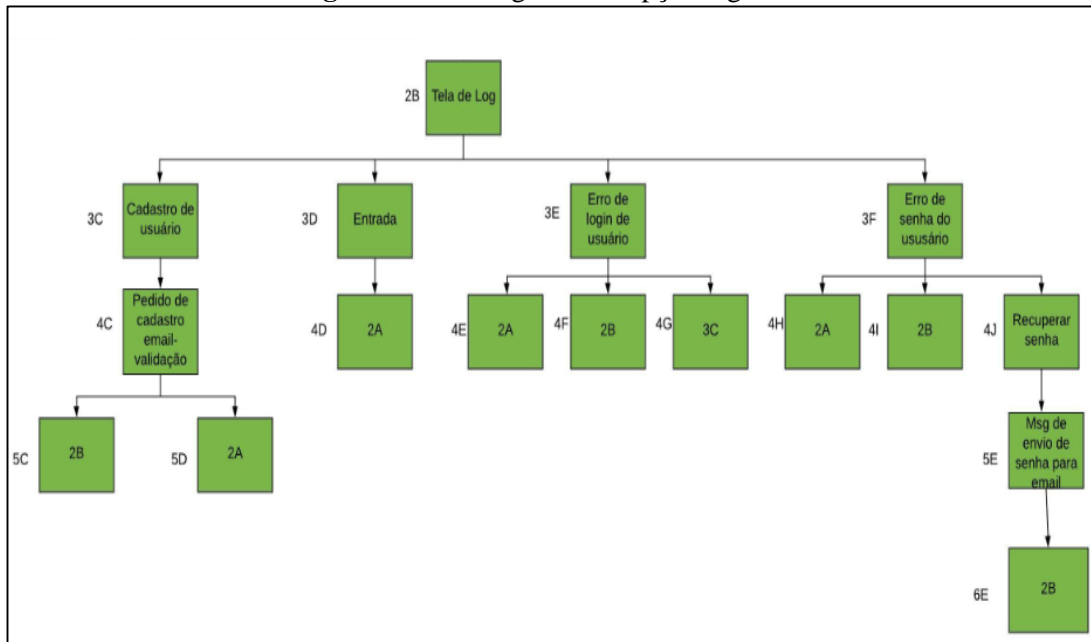 2B
Tela de Log
3C
Cadastro de
usuário
3D
Entrada
3E
Erro de
login de
usuário
3F
Erro de
senha do
ususário
4C
Pedido de
cadastro
email-
validação
4D
2A
4E
2A
4F
2B
4G
3C
4H
2A
4I
2B
4J
Recuperar
senha
5C
2B
5D
2A
5E
Msg de
envio de
senha para
email
6E
2B